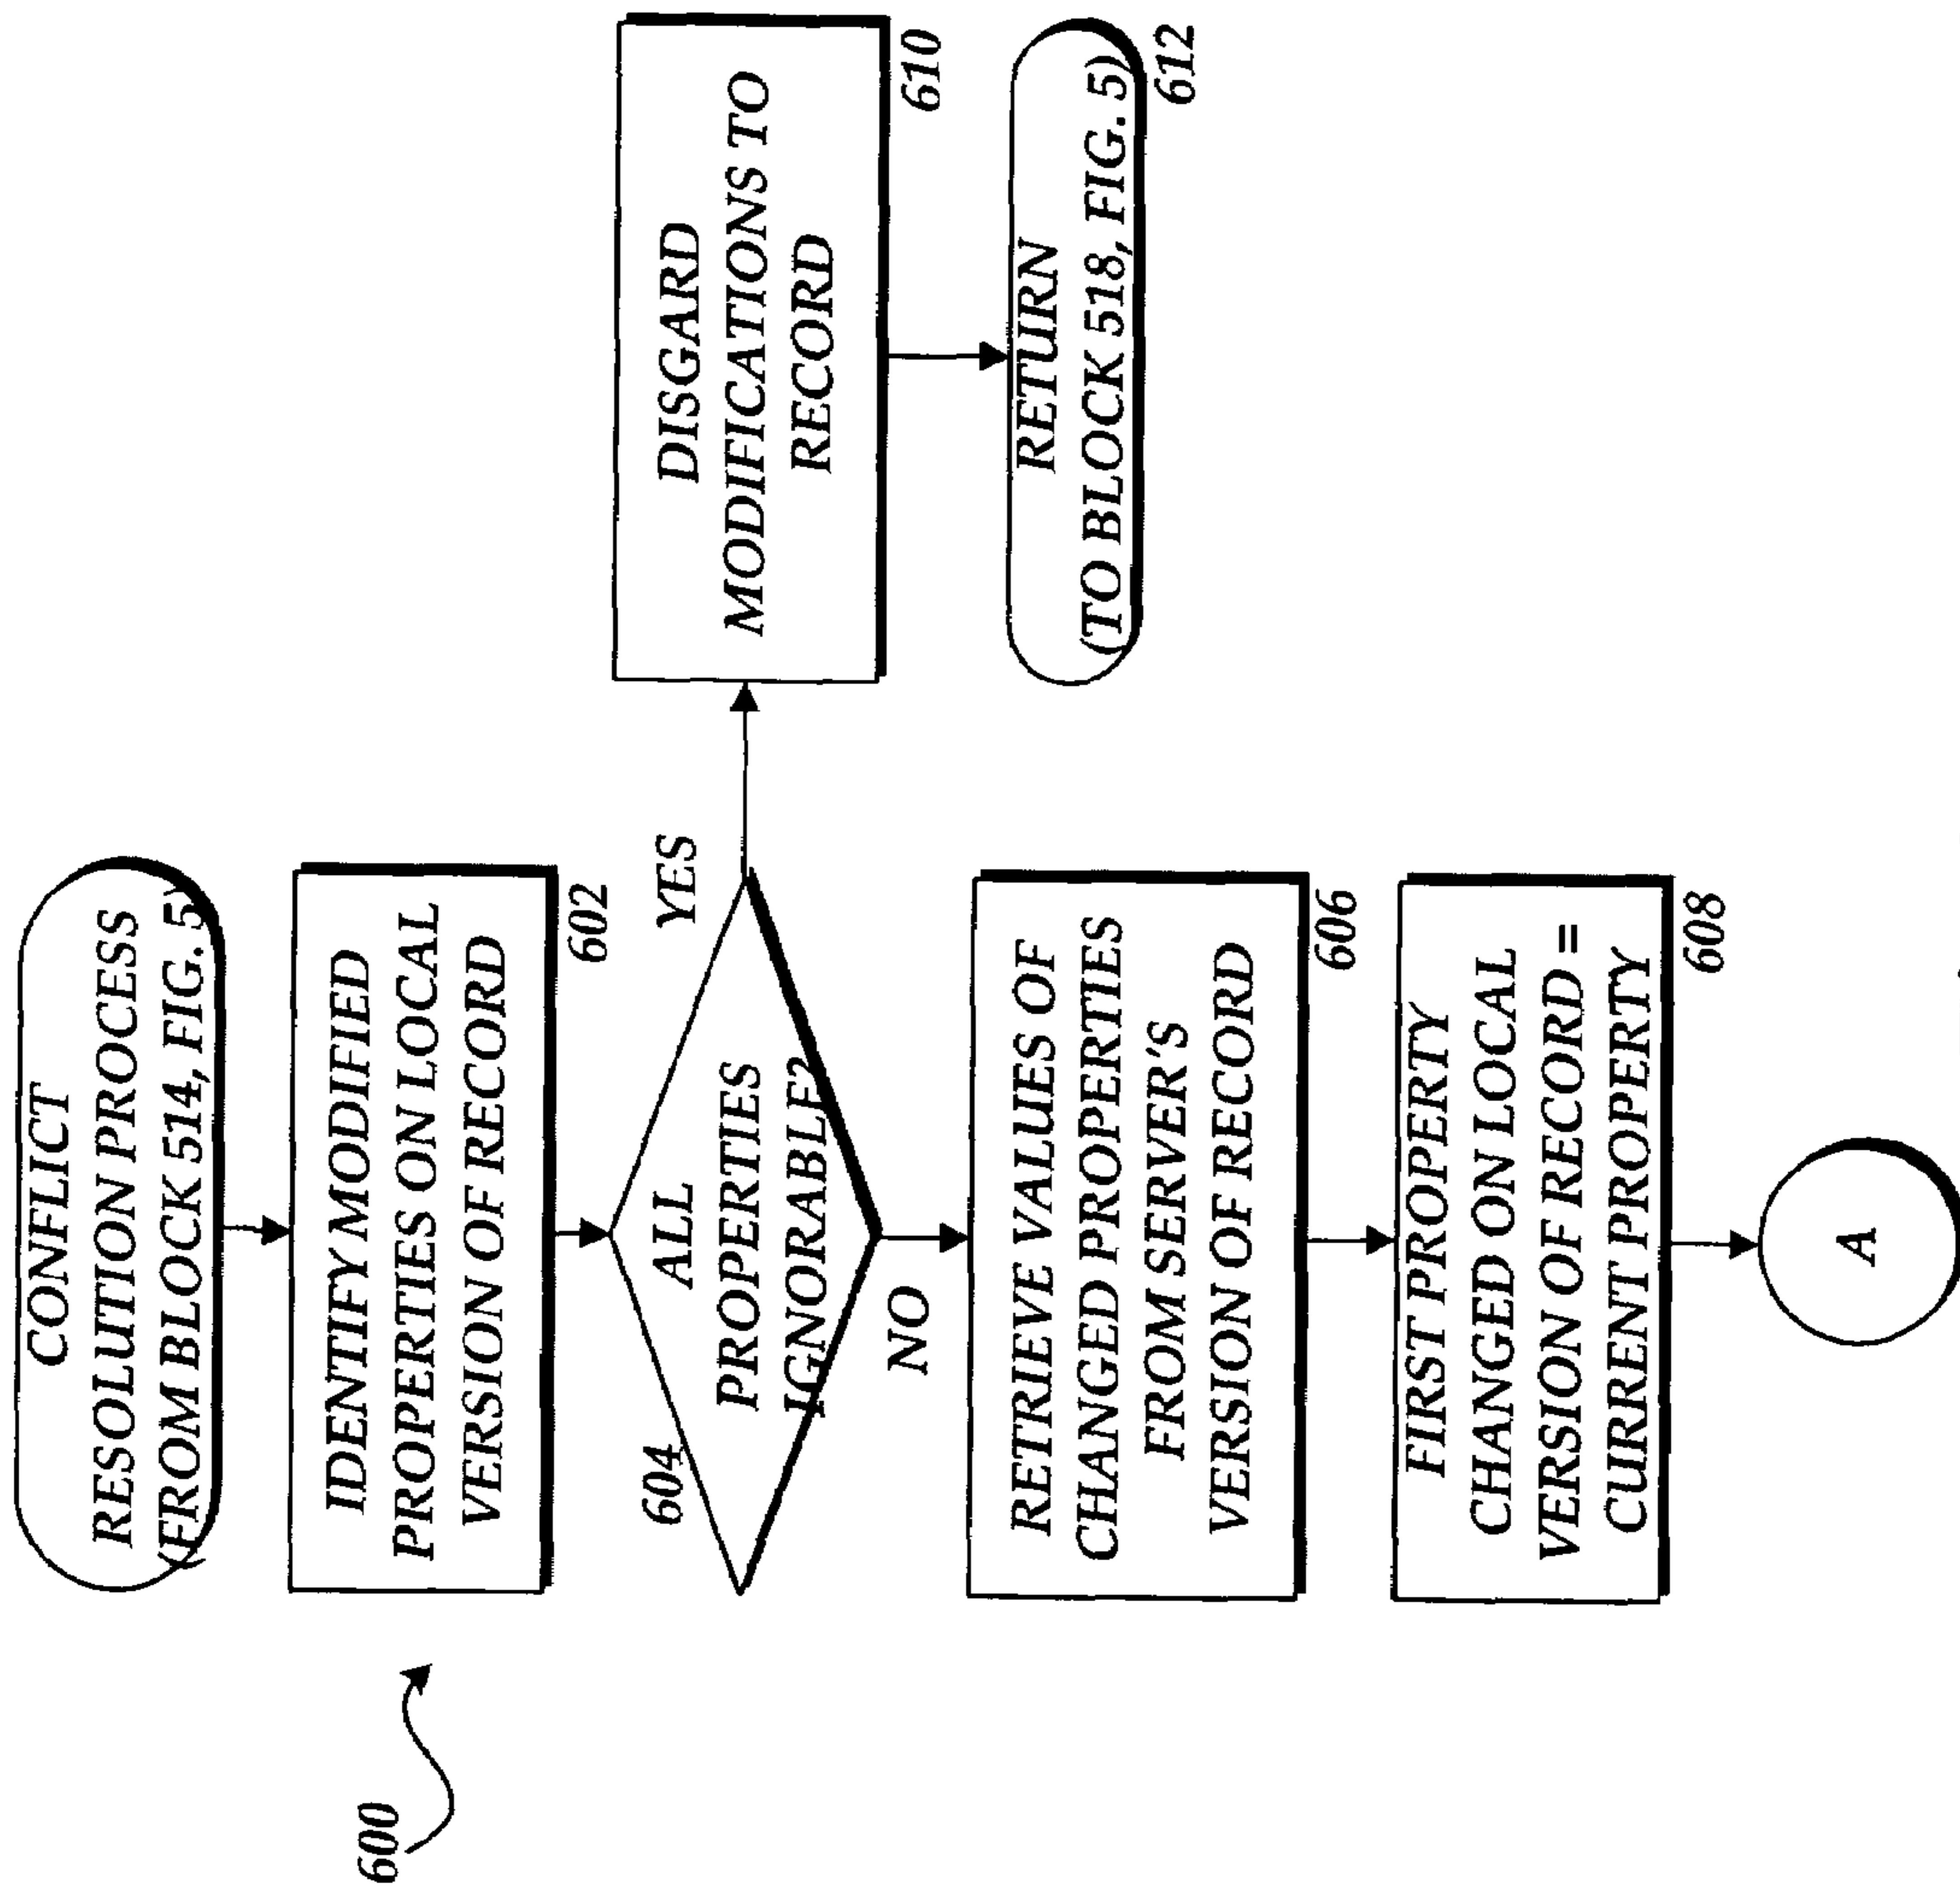 600
CONFLICT
RESOLUTION PROCESS
(FROM BLOCK 514, FIG. 5)
IDENTIFY MODIFIED
PROPERTIES ON LOCAL
VERSION OF RECORD
602
604
ALL
PROPERTIES
IGNORABLE?
YES
NO
DISGARD
MODIFICATIONS TO
RECORD
610
RETURN
(TO BLOCK 518, FIG. 5)
612
RETRIEVE VALUES OF
CHANGED PROPERTIES
FROM SERVER'S
VERSION OF RECORD
606
FIRST PROPERTY
CHANGED ON LOCAL
VERSION OF RECORD =
CURRENT PROPERTY
608
A